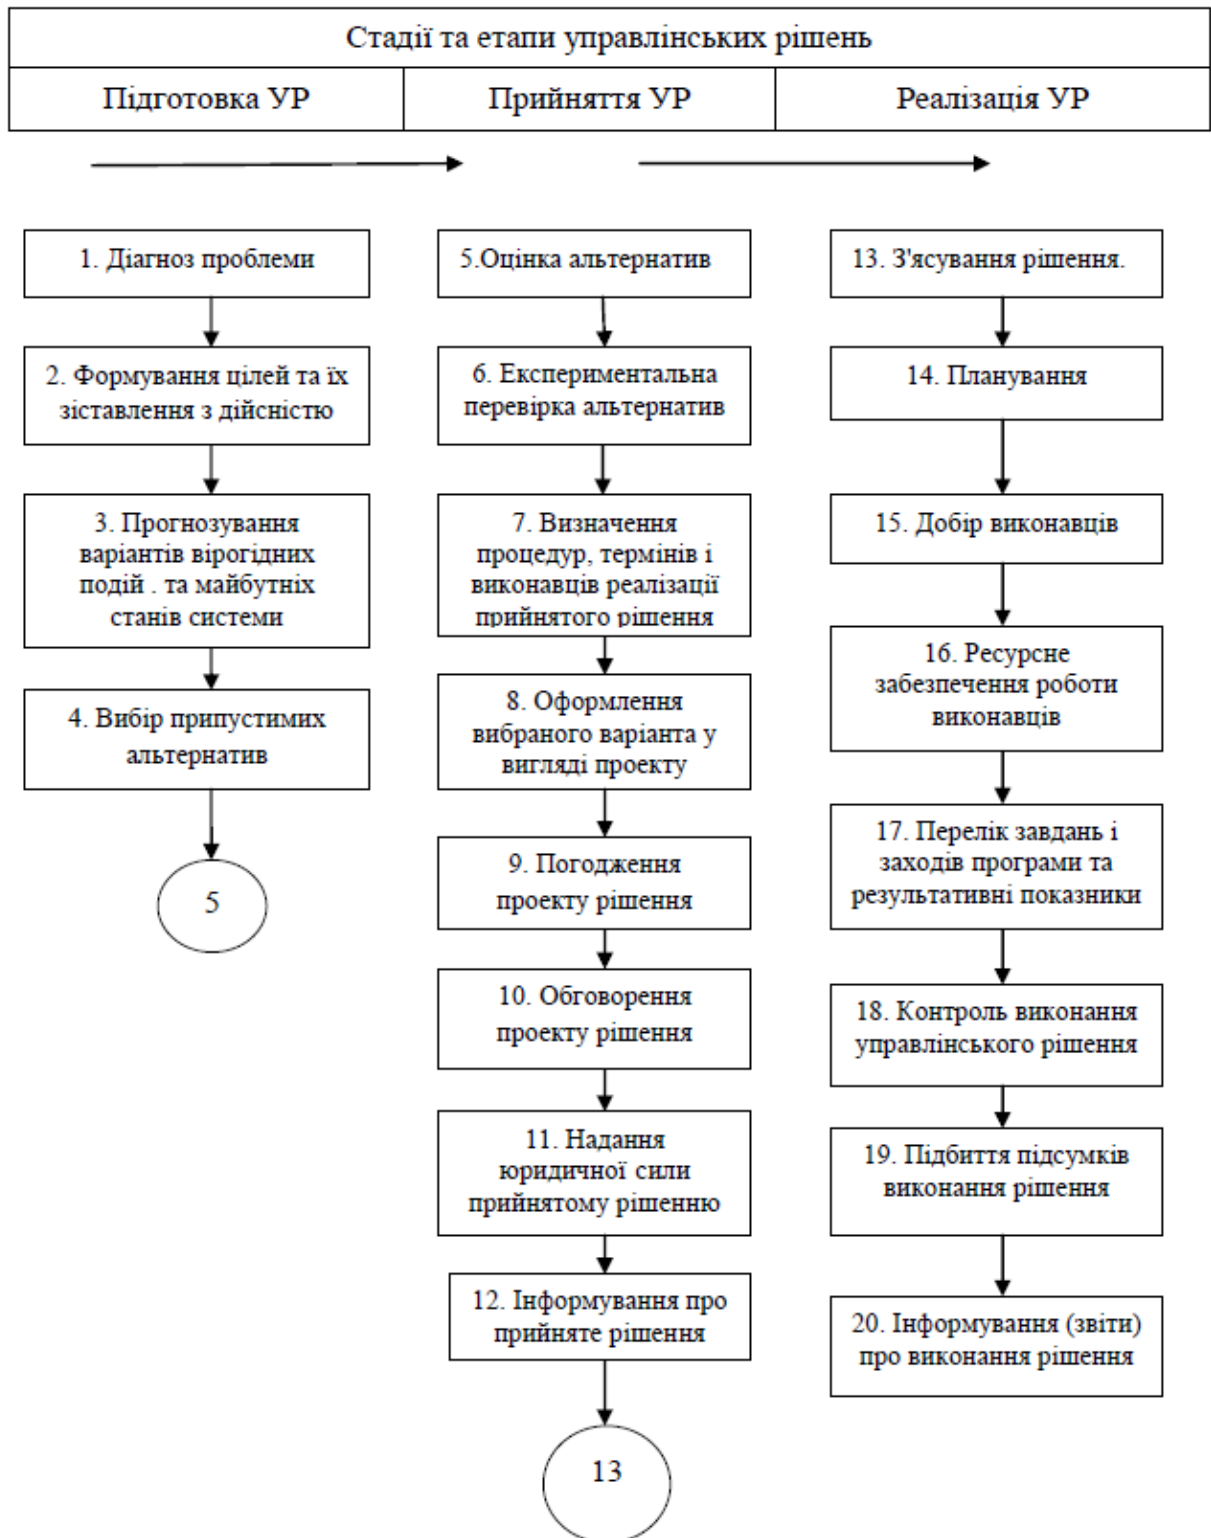 Стадії та етапи управлінських рішень
Підготовка УР
Прийняття УР
Реалізація УР
1. Діагноз проблеми
2. Формування цілей та їх
зіставлення з дійсністю
3. Прогнозування
варіантів вірогідних
подій . та майбутніх
станів системи
4. Вибір припустимих
альтернатив
5
5.Оцінка альтернатив
6. Експериментальна
перевірка альтернатив
7. Визначення
процедур, термінів і
виконавців реалізації
прийнятого рішення
8. Оформлення
вибраного варіанта у
вигляді проекту
9. Погодження
проекту рішення
10. Обговорення
проекту рішення
11. Надання
юридичної сили
прийнятому рішенню
12. Інформування про
прийняте рішення
13
13. З'ясування рішення.
14. Планування
15. Добір виконавців
16. Ресурсне
забезпечення роботи
виконавців
17. Перелік завдань і
заходів програми та
результативні показники
18. Контроль виконання
управлінського рішення
19. Підбиття підсумків
виконання рішення
20. Інформування (звіти)
про виконання рішення